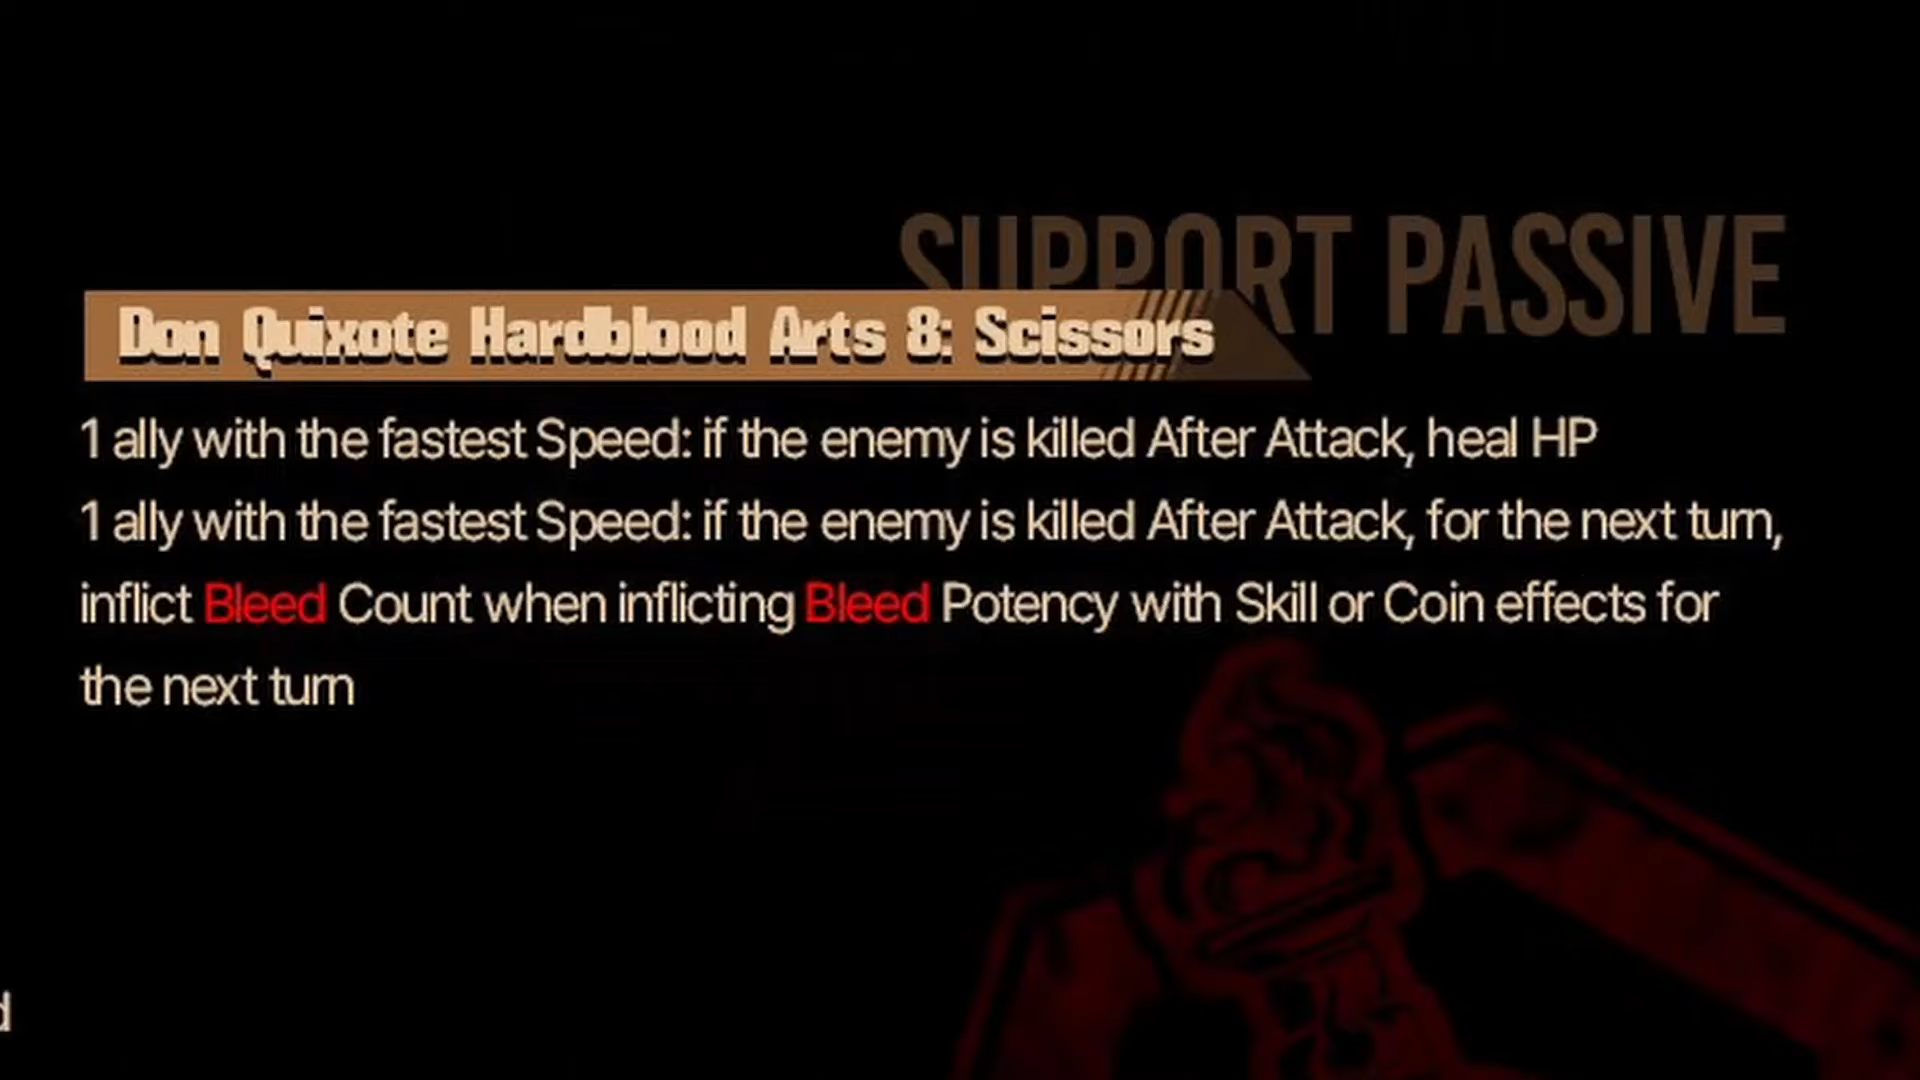 SUPPORT PASSIVE
Don Quixote Hardblood Arts 8: Scissors
1 ally with the fastest Speed: if the enemy is killed After Attack, heal HP
1 ally with the fastest Speed: if the enemy is killed After Attack, for the next turn,
inflict Bleed Count when inflicting Bleed Potency with Skill or Coin effects for
the next turn
d